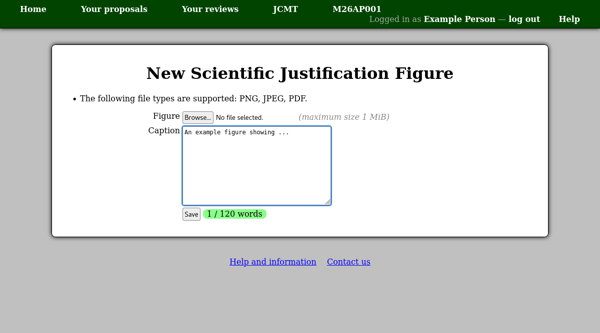 Home Your proposals Your reviews JCMT M26AP001
Logged in as Example Person — log out Help
New Scientific Justification Figure
• The following file types are supported: PNG, JPEG, PDF.
Figure Browse... No file selected. (maximum size 1 MiB)
Caption An example figure showing ...
Save 1 / 120 words
Help and information Contact us